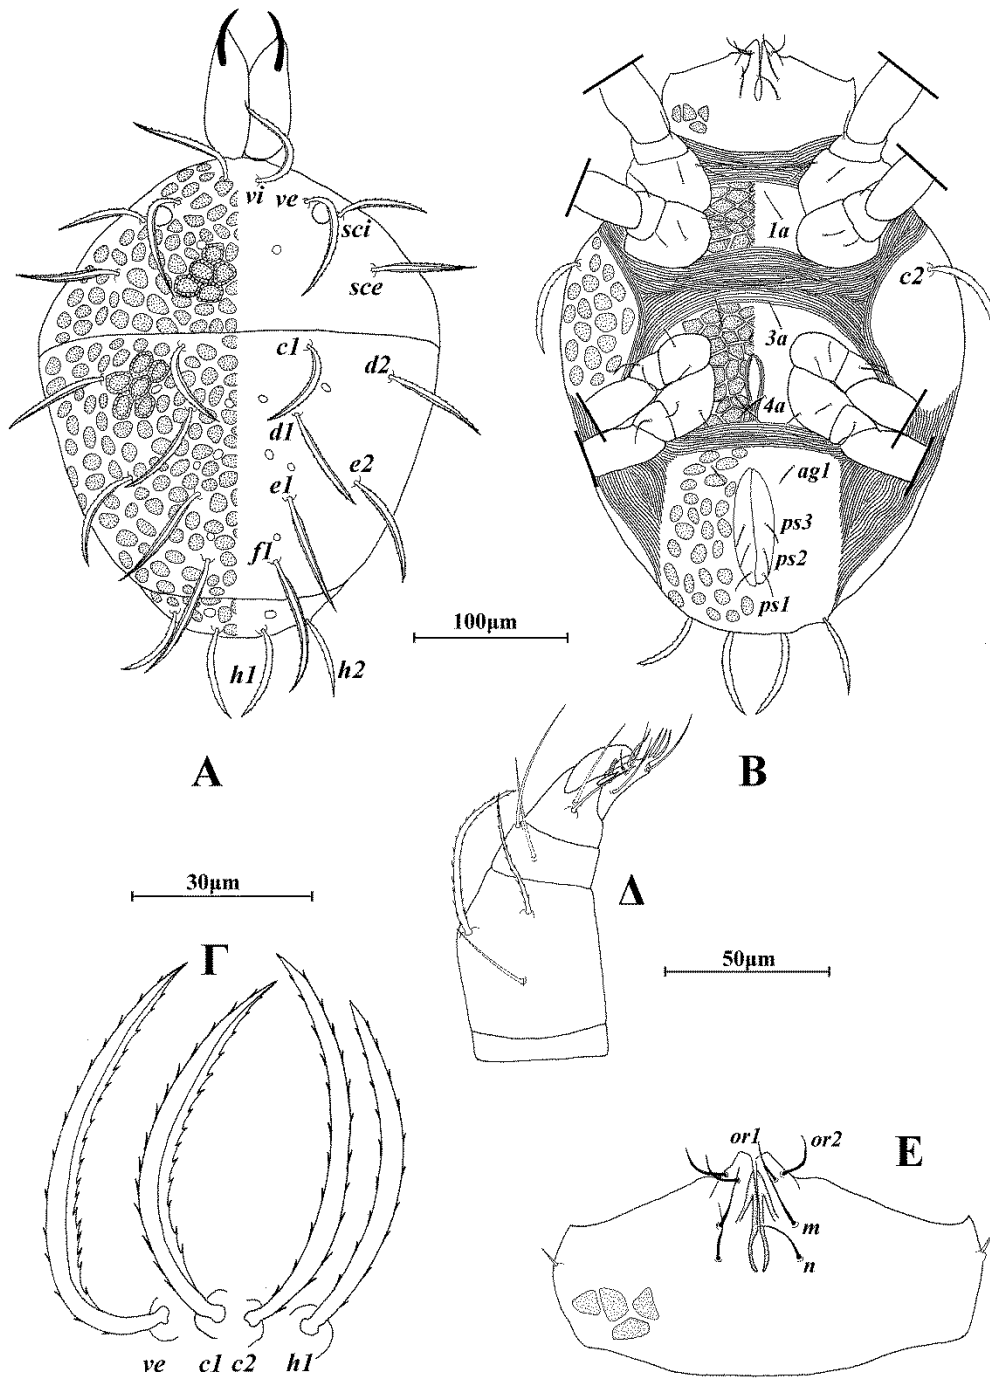 vi ve
sci
sce
c1
d2
d1
e2
e1
f1
h1
h2
A
1a
c2
3a
4a
ag1
ps3
ps2
ps1
B
100μm
30μm
Γ
ve c1 c2 h1
Δ
50μm
or1 or2
E
m
n